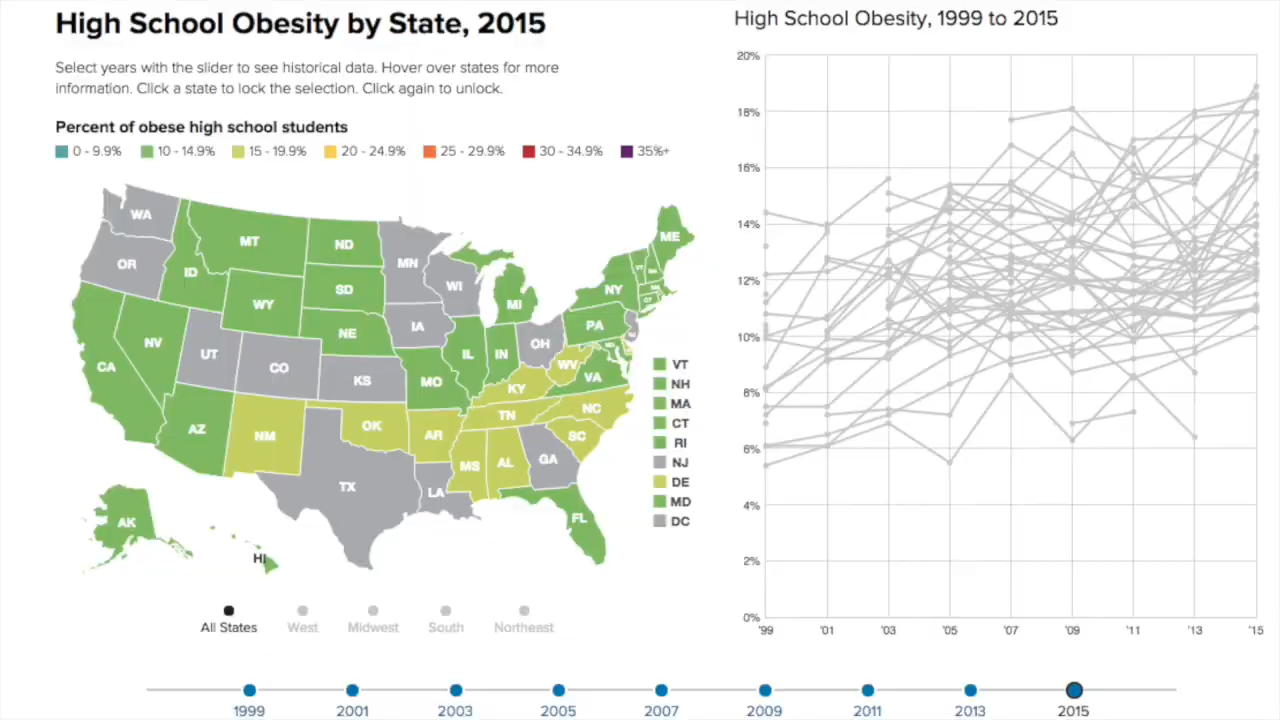 High School Obesity by State, 2015
Select years with the slider to see historical data. Hover over states for more
information. Click a state to lock the selection. Click again to unlock.
Percent of obese high school students
0 - 9.9%
10 - 14.9%
15 - 19.9%
20 - 24.9%
25 - 29.9%
30 - 34.9%
35%+
WA
MT
ND
MN
ME
OR
ID
SD
WI
WY
MI
NY
VT
NV
NE
IA
PA
CT
UT
CO
IL
IN
OH
CA
KS
MO
WV
VA
KY
AZ
NM
OK
AR
TN
NC
SC
MS
AL
GA
TX
LA
FL
AK
HI
VT
NH
MA
CT
RI
NJ
DE
MD
DC
All States
West
Midwest
South
Northeast
High School Obesity, 1999 to 2015
20%
18%
16%
14%
12%
10%
8%
6%
4%
2%
0%
'99 '01 '03 '05 '07 '09 '11 '13 '15
1999 2001 2003 2005 2007 2009 2011 2013 2015